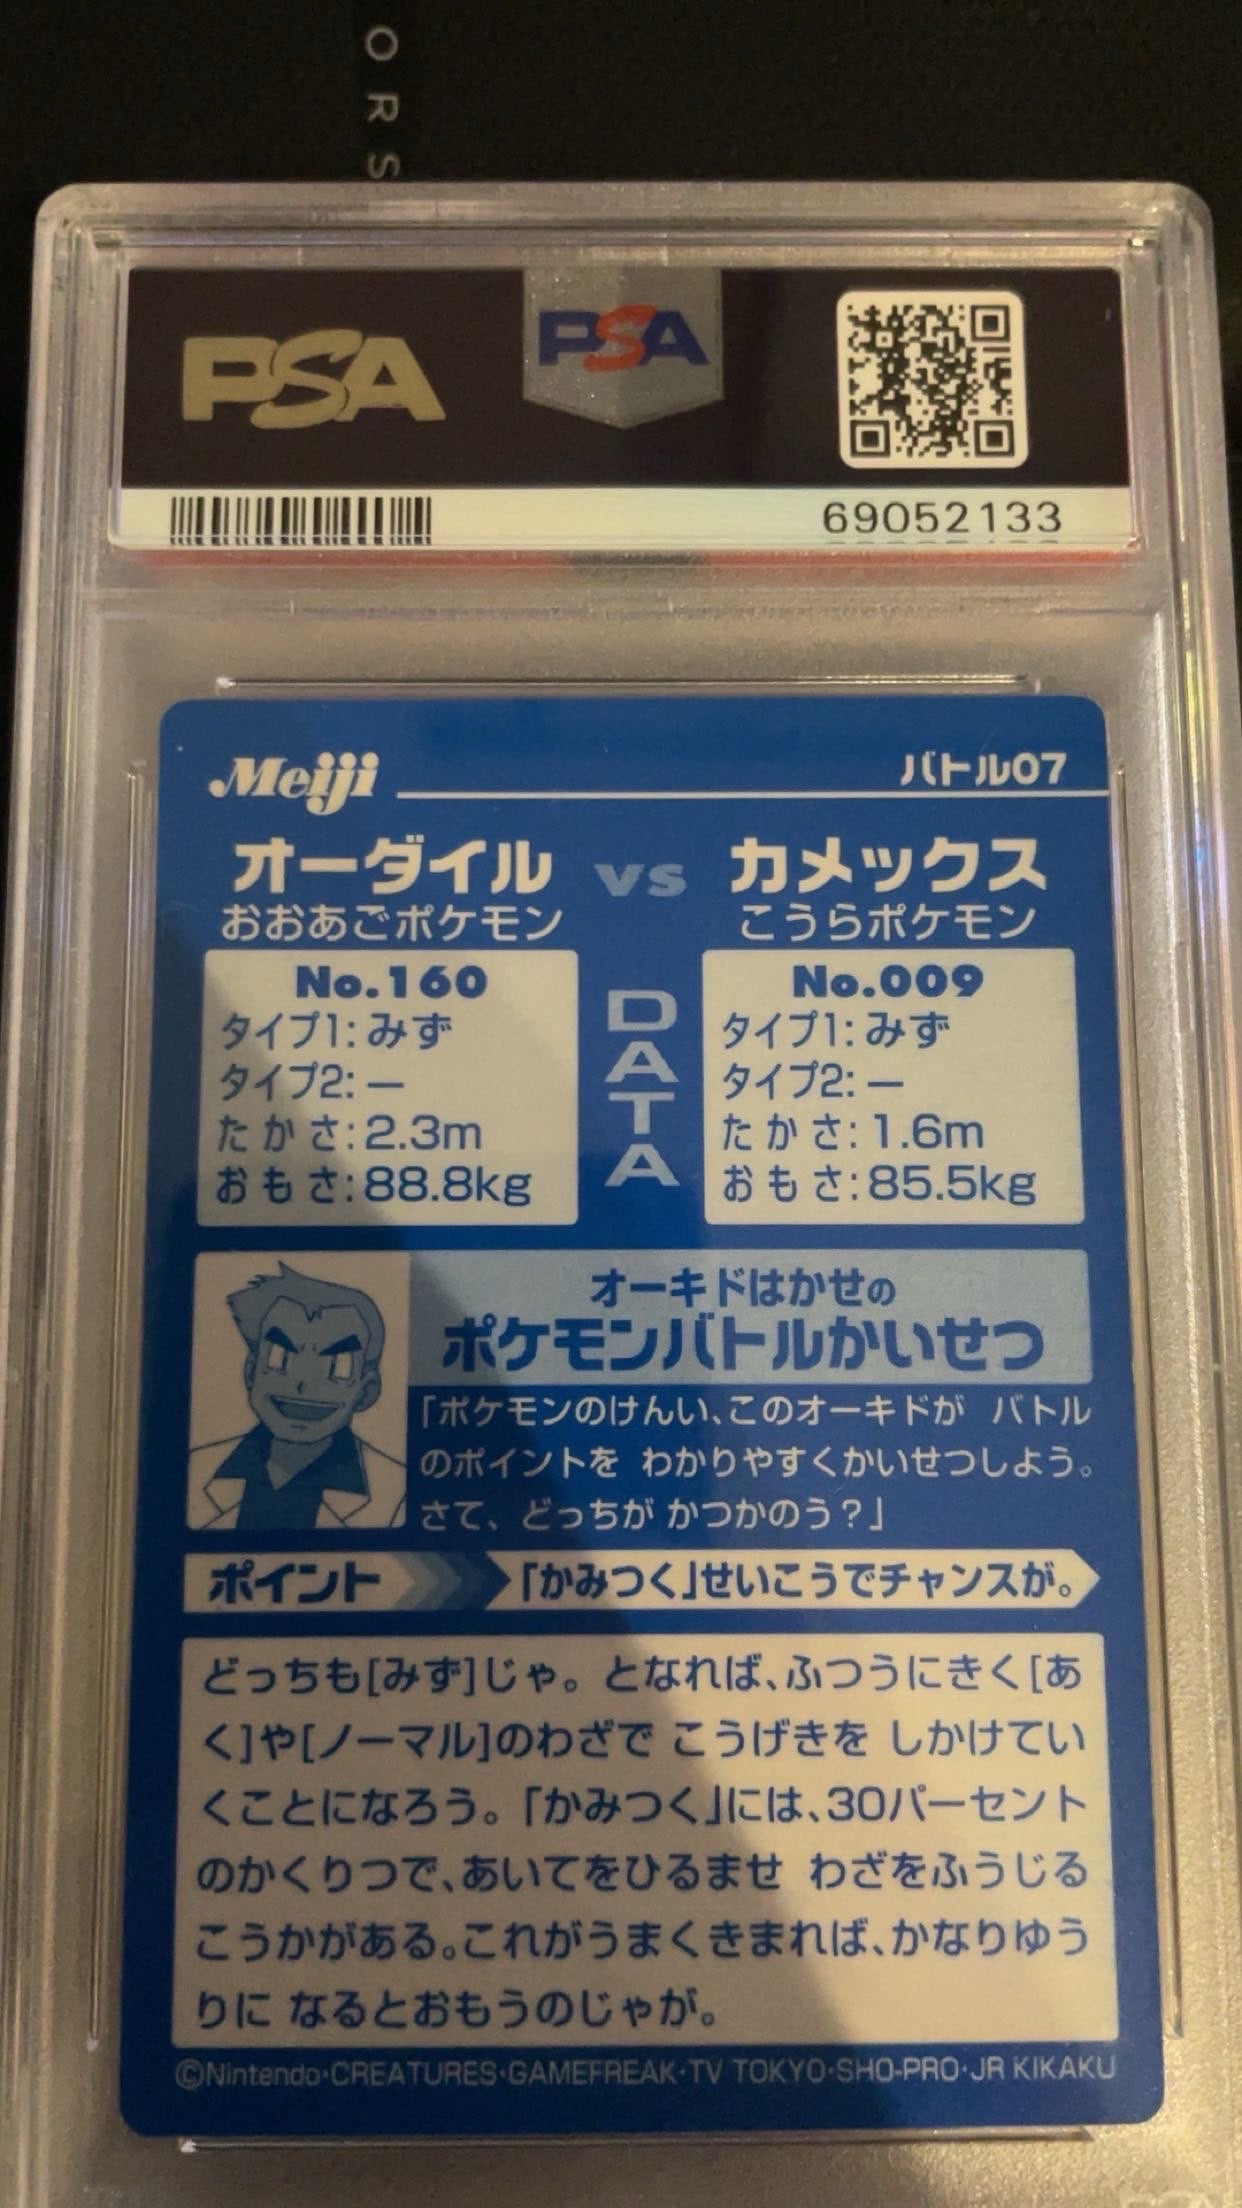 ORS
PSA PSA
69052133
Meiji バトル07
オーダイル vs カメックス
おおあごポケモン こうらポケモン
No.160 DATA No.009
タイプ1:みず タイプ1:みず
タイプ2:ー タイプ2:ー
たかさ:2.3m たかさ:1.6m
おもさ:88.8kg おもさ:85.5kg
オーキドはかせの
ポケモンバトルかいせつ
「ポケモンのけんい、このオーキドが バトル
のポイントを わかりやすくかいせつしよう。
さて、どっちが かつかのう?」
ポイント 「かみつく」せいこうでチャンスが。
どっちも[みず]じゃ。となれば、ふつうにきく[あ
く]や[ノーマル]のわざで こうげきを しかけてい
くことになろう。「かみつく」には、30パーセント
のかくりつで、あいてをひるませ わざをふうじる
こうかがある。これがうまくきまれば、かなりゆう
りに なるとおもうのじゃが。
©Nintendo・CREATURES・GAMEFREAK・TV TOKYO・SHO-PRO・JR KIKAKU